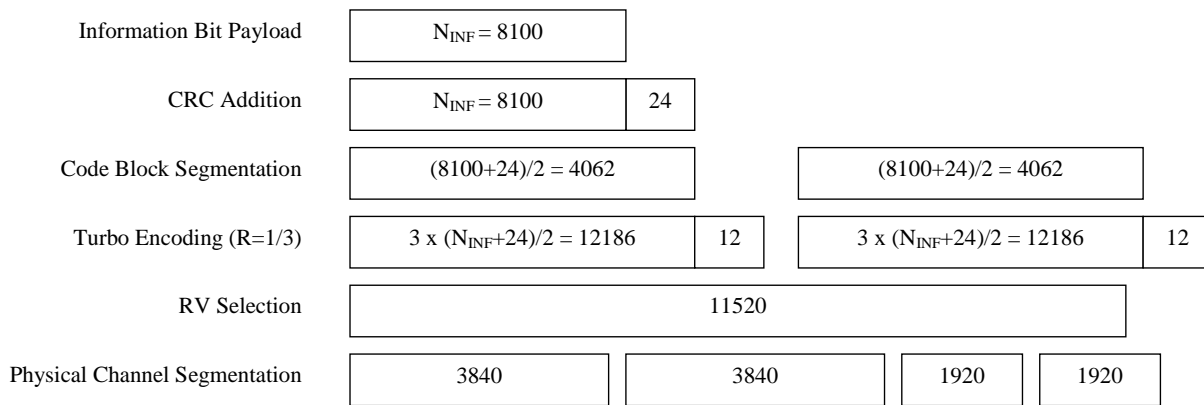 Information Bit Payload N_INF = 8100
CRC Addition N_INF = 8100 24
Code Block Segmentation (8100+24)/2 = 4062 (8100+24)/2 = 4062
Turbo Encoding (R=1/3) 3 x (N_INF+24)/2 = 12186 12 3 x (N_INF+24)/2 = 12186 12
RV Selection 11520
Physical Channel Segmentation 3840 3840 1920 1920